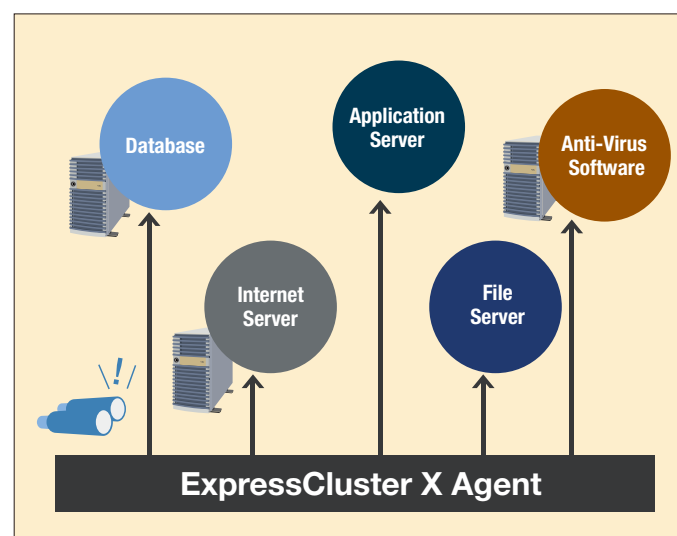 Database
Application
Server
Anti-Virus
Software
Internet
Server
File
Server
!
ExpressCluster X Agent